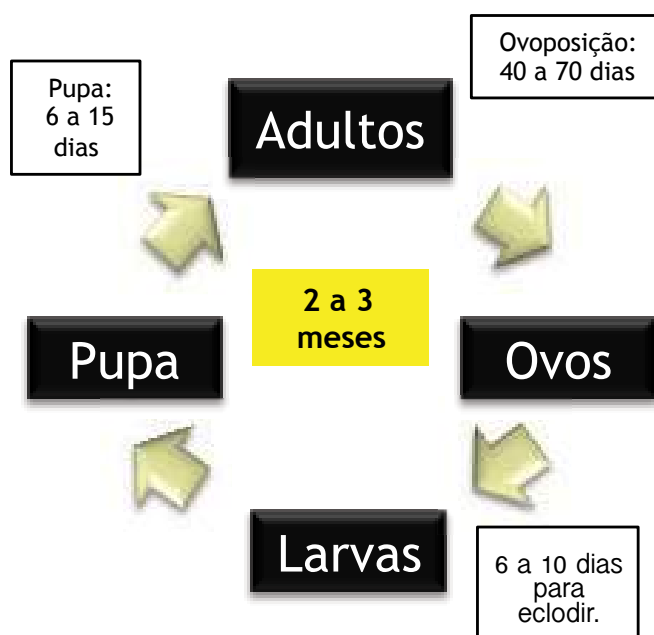 Ovoposição:
40 a 70 dias
Pupa:
6 a 15
dias
Adultos
2 a 3
meses
Pupa
Ovos
Larvas
6 a 10 dias
para
eclodir.